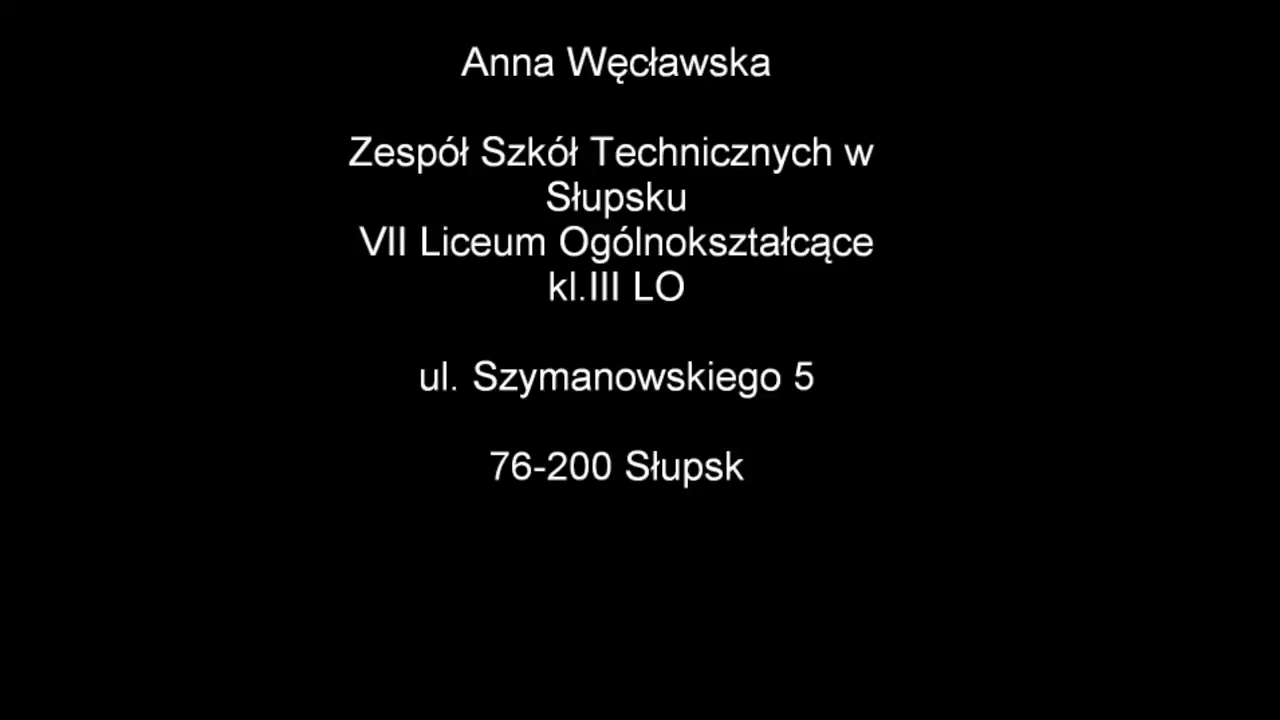 Anna Węcławska
Zespół Szkół Technicznych w
Słupsku
VII Liceum Ogólnokształcące
kl.III LO
ul. Szymanowskiego 5
76-200 Słupsk